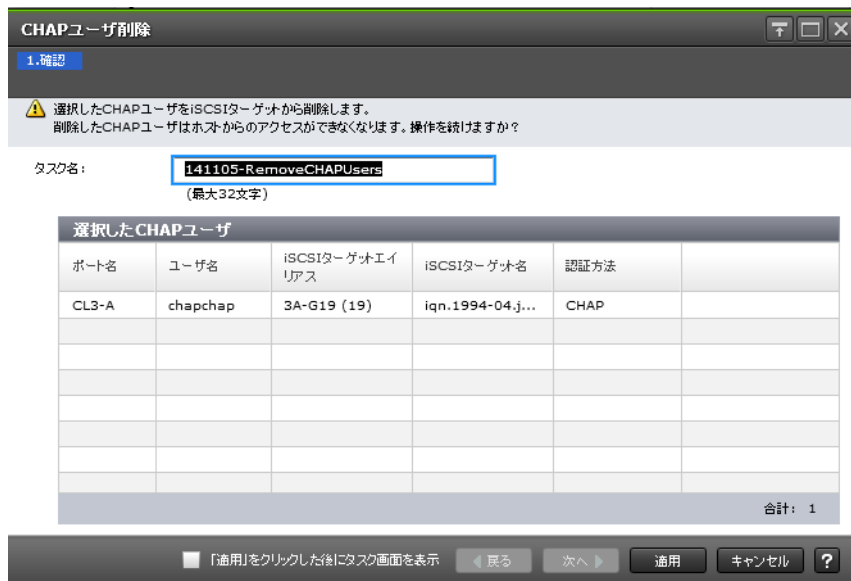 CHAPユーザ削除
1.確認
選択したCHAPユーザをiSCSIターゲットから削除します。
削除したCHAPユーザはホストからのアクセスができなくなります。操作を続けますか？
タスク名： 141105-RemoveCHAPUsers
(最大32文字)
選択したCHAPユーザ
ポート名 ユーザ名 iSCSIターゲットエイリアス iSCSIターゲット名 認証方法
CL3-A chapchap 3A-G19 (19) iqn.1994-04.j... CHAP
合計： 1
「適用」をクリックした後にタスク画面を表示 戻る 次へ 適用 キャンセル ?